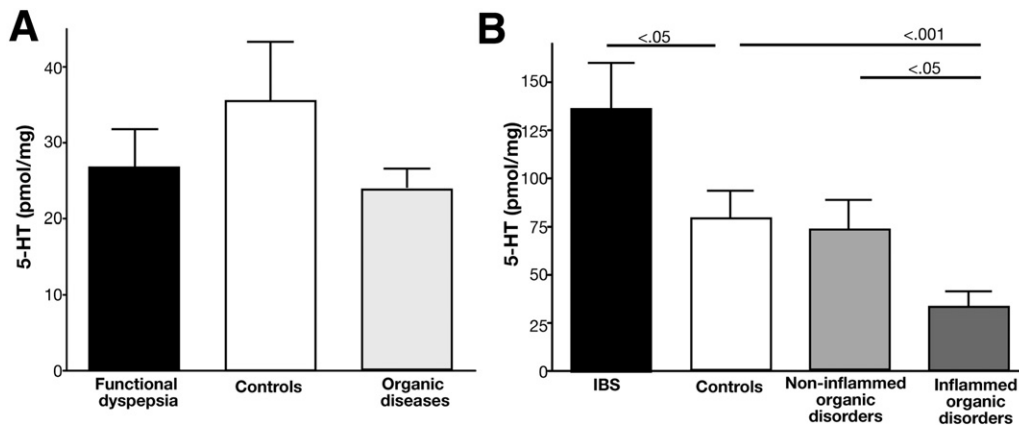 A
5-HT (pmol/mg)
40
30
20
10
0
Functional
dyspepsia
Controls
Organic
diseases
B
<.05
<.001
<.05
5-HT (pmol/mg)
150
125
100
75
50
25
0
IBS
Controls
Non-inflammed
organic
disorders
Inflammed
organic
disorders